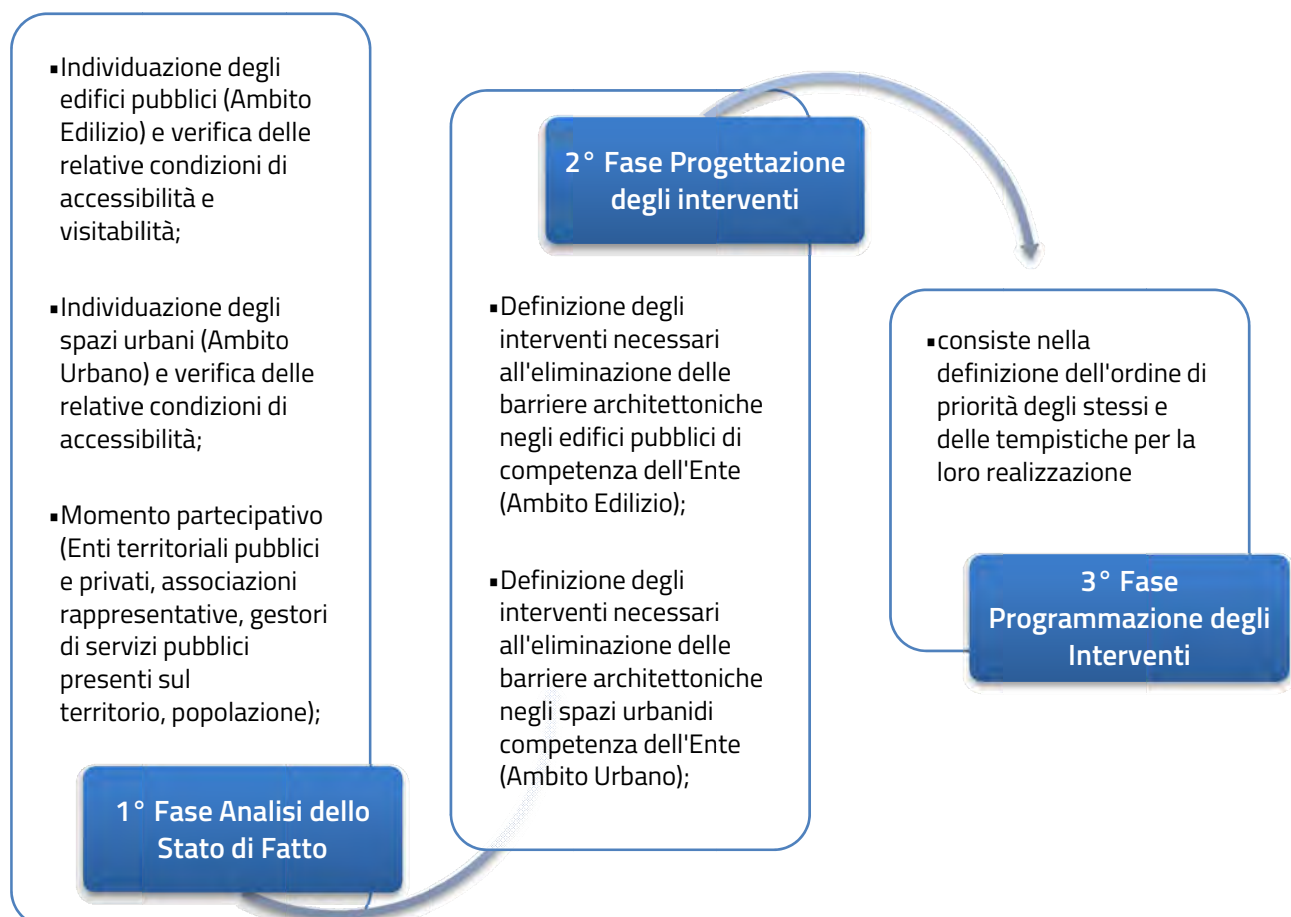 ▪Individuazione degli
edifici pubblici (Ambito
Edilizio) e verifica delle
relative condizioni di
accessibilità e
visitabilità;
▪Individuazione degli
spazi urbani (Ambito
Urbano) e verifica delle
relative condizioni di
accessibilità;
▪Momento partecipativo
(Enti territoriali pubblici
e privati, associazioni
rappresentative, gestori
di servizi pubblici
presenti sul
territorio, popolazione);
1° Fase Analisi dello
Stato di Fatto
2° Fase Progettazione
degli interventi
▪Definizione degli
interventi necessari
all'eliminazione delle
barriere architettoniche
negli edifici pubblici di
competenza dell'Ente
(Ambito Edilizio);
▪Definizione degli
interventi necessari
all'eliminazione delle
barriere architettoniche
negli spazi urbanidi
competenza dell'Ente
(Ambito Urbano);
▪consiste nella
definizione dell'ordine di
priorità degli stessi e
delle tempistiche per la
loro realizzazione
3° Fase
Programmazione degli
Interventi